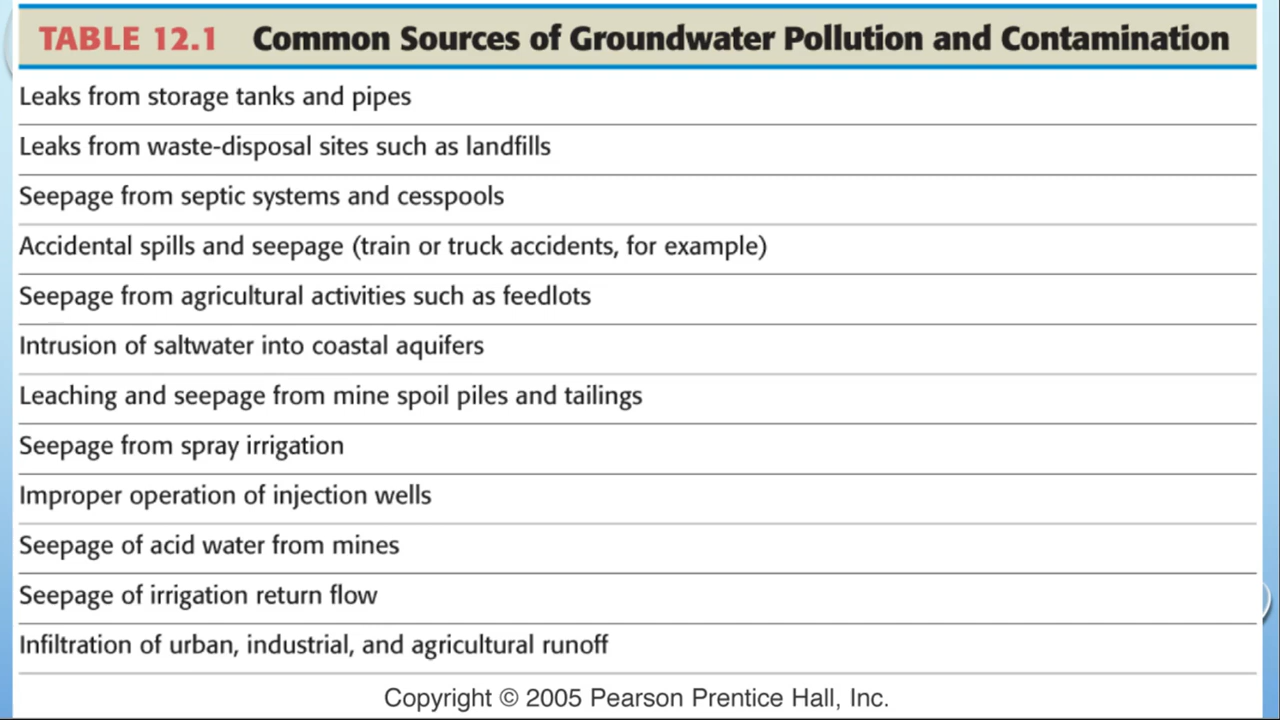 TABLE 12.1 Common Sources of Groundwater Pollution and Contamination
Leaks from storage tanks and pipes
Leaks from waste-disposal sites such as landfills
Seepage from septic systems and cesspools
Accidental spills and seepage (train or truck accidents, for example)
Seepage from agricultural activities such as feedlots
Intrusion of saltwater into coastal aquifers
Leaching and seepage from mine spoil piles and tailings
Seepage from spray irrigation
Improper operation of injection wells
Seepage of acid water from mines
Seepage of irrigation return flow
Infiltration of urban, industrial, and agricultural runoff
Copyright © 2005 Pearson Prentice Hall, Inc.